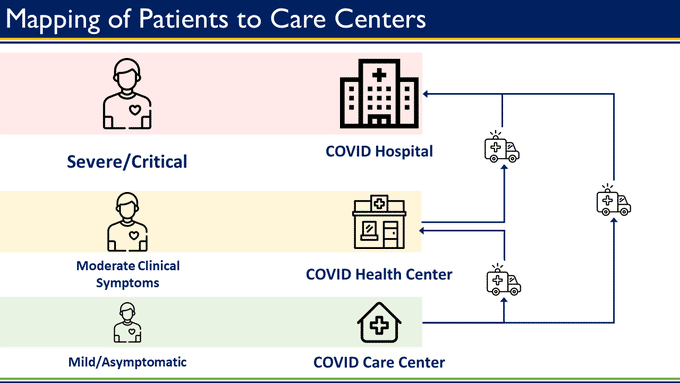 Mapping of Patients to Care Centers
Severe/Critical
COVID Hospital
Moderate Clinical
Symptoms
COVID Health Center
Mild/Asymptomatic
COVID Care Center